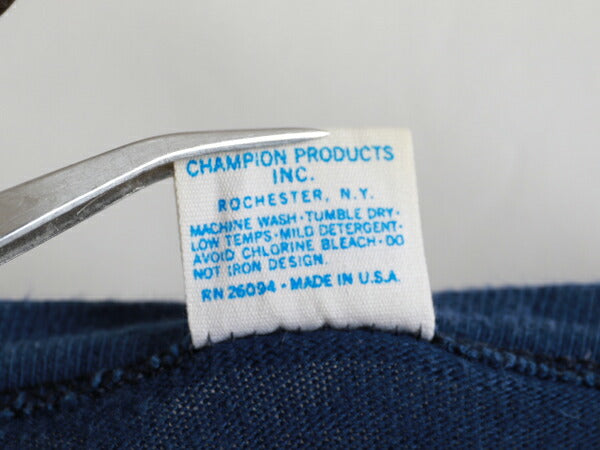 CHAMPION PRODUCTS
INC.
ROCHESTER, N.Y.
MACHINE WASH·TUMBLE DRY·
LOW TEMPS·MILD DETERGENT·
AVOID CHLORINE BLEACH·DO
NOT IRON DESIGN.
RN 26094 · MADE IN U.S.A.